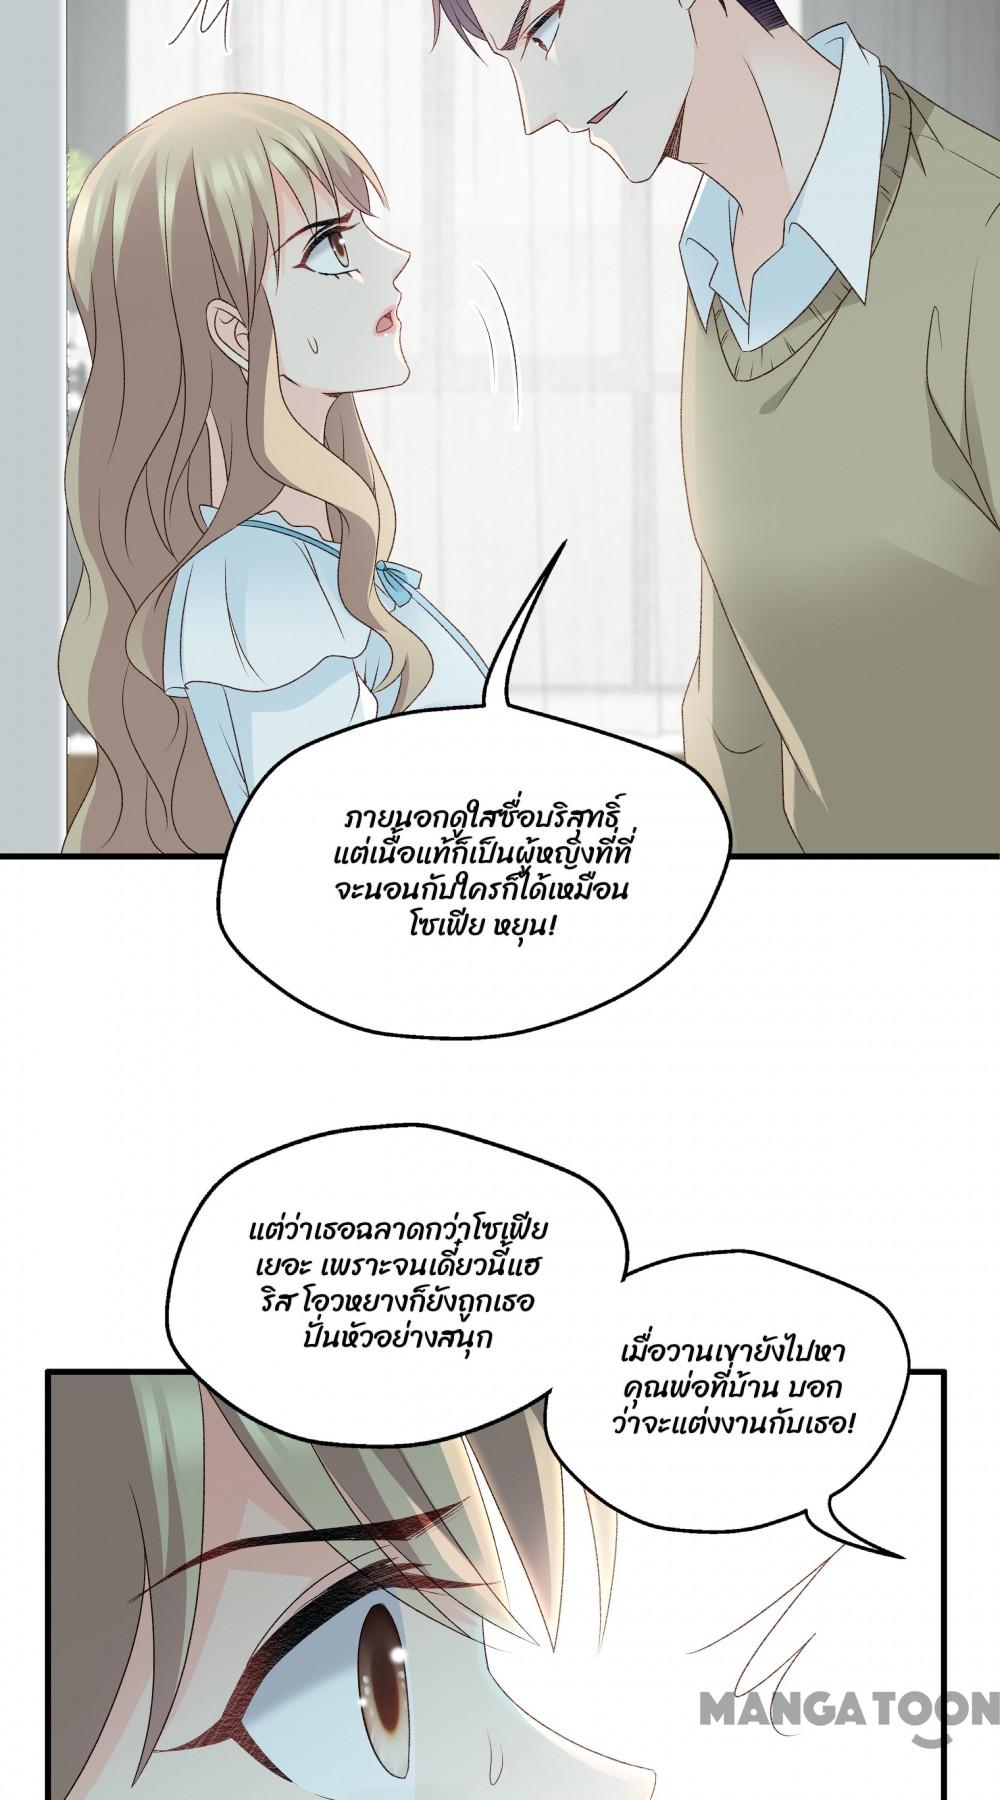 ภายนอกดูใสซื่อบริสุทธิ์
แต่เนื้อแท้ก็เป็นผู้หญิงที่ที่
จะนอนกับใครก็ได้เหมือน
โซเฟีย หยุน!
แต่ว่าเธอฉลาดกว่าโซเฟีย
เยอะ เพราะจนเดี๋ยวนี้แฮ
ริส โอวหยางก็ยังถูกเธอ
ปั่นหัวอย่างสนุก
เมื่อวานเขายังไปหา
คุณพ่อที่บ้าน บอก
ว่าจะแต่งงานกับเธอ!
MANGATOON